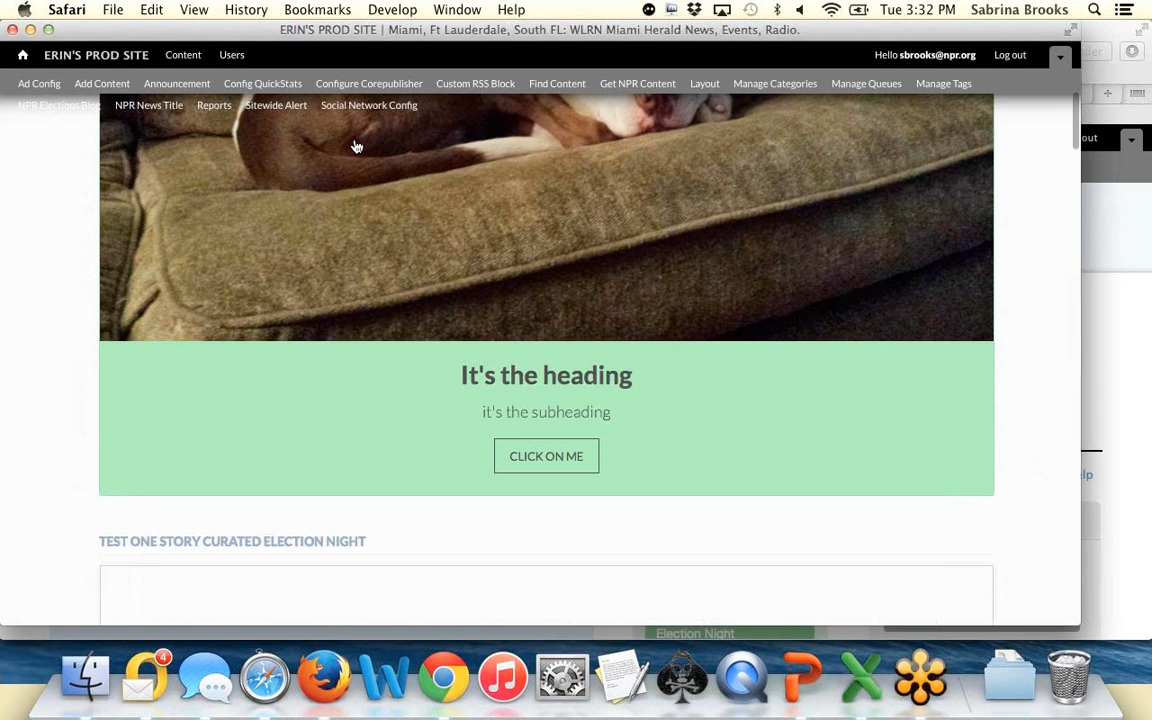 Safari File Edit View History Bookmarks Develop Window Help Tue 3:32 PM Sabrina Brooks
ERIN'S PROD SITE | Miami, Ft Lauderdale, South FL: WLRN Miami Herald News, Events, Radio.
ERIN'S PROD SITE Content Users Hello sbrooks@npr.org Log out
Ad Config Add Content Announcement Config QuickStats Configure Corepublisher Custom RSS Block Find Content Get NPR Content Layout Manage Categories Manage Queues Manage Tags
NPR Elections Blog NPR News Title Reports Sitewide Alert Social Network Config
out
It's the heading
it's the subheading
CLICK ON ME
elp
TEST ONE STORY CURATED ELECTION NIGHT
Election Night
4